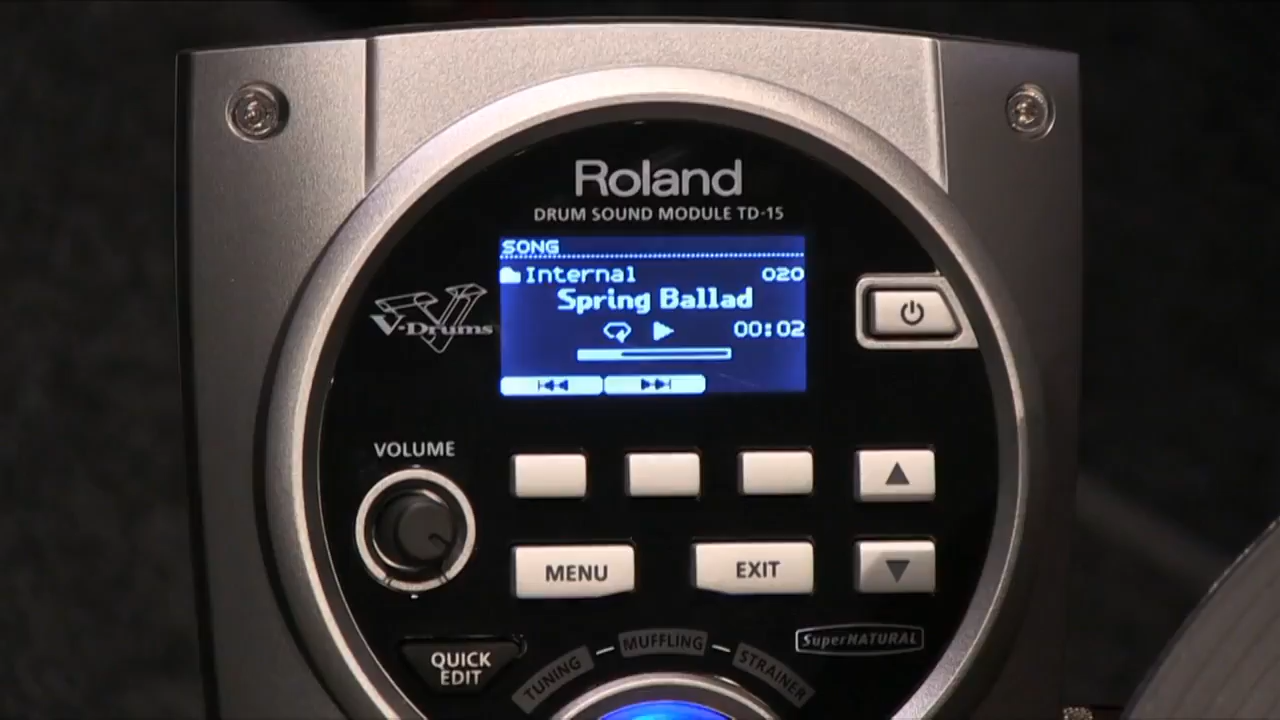 Roland
DRUM SOUND MODULE TD-15
SONG
Internal 020
Spring Ballad
00:02
V-Drums
VOLUME
MENU
EXIT
SuperNATURAL
QUICK
EDIT
TUNING
MUFFLING
STRAINER